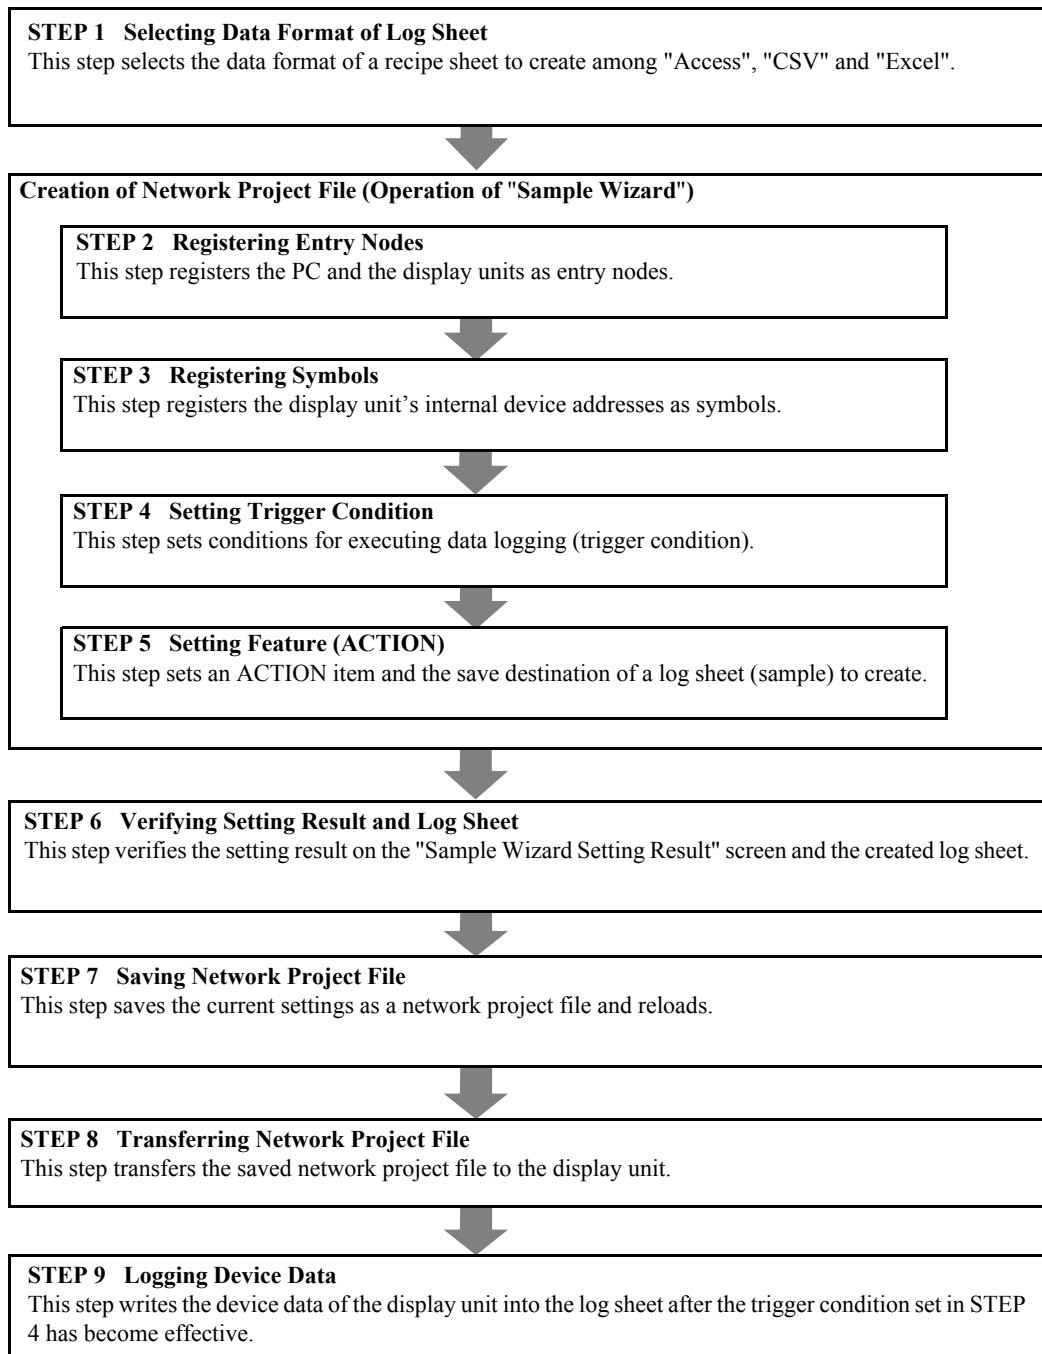 STEP 1 Selecting Data Format of Log Sheet
This step selects the data format of a recipe sheet to create among "Access", "CSV" and "Excel".
Creation of Network Project File (Operation of "Sample Wizard")
STEP 2 Registering Entry Nodes
This step registers the PC and the display units as entry nodes.
STEP 3 Registering Symbols
This step registers the display unit’s internal device addresses as symbols.
STEP 4 Setting Trigger Condition
This step sets conditions for executing data logging (trigger condition).
STEP 5 Setting Feature (ACTION)
This step sets an ACTION item and the save destination of a log sheet (sample) to create.
STEP 6 Verifying Setting Result and Log Sheet
This step verifies the setting result on the "Sample Wizard Setting Result" screen and the created log sheet.
STEP 7 Saving Network Project File
This step saves the current settings as a network project file and reloads.
STEP 8 Transferring Network Project File
This step transfers the saved network project file to the display unit.
STEP 9 Logging Device Data
This step writes the device data of the display unit into the log sheet after the trigger condition set in STEP
4 has become effective.